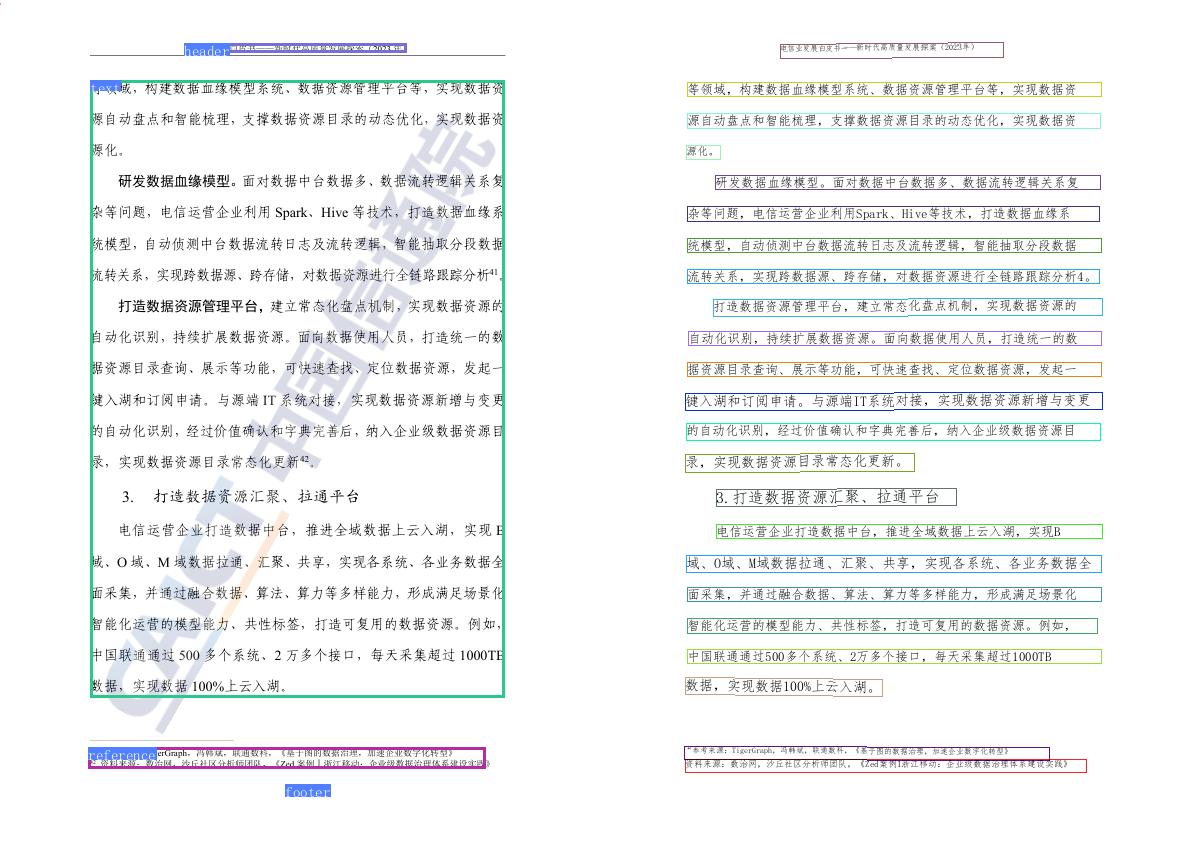 header
电信业发展白皮书——新时代高质量发展探索（2023年）
text
领域，构建数据血缘模型系统、数据资源管理平台等，实现数据资
源自动盘点和智能梳理，支撑数据资源目录的动态优化，实现数据资
源化。
研发数据血缘模型。面对数据中台数据多、数据流转逻辑关系复
杂等问题，电信运营企业利用 Spark、Hive 等技术，打造数据血缘系
统模型，自动侦测中台数据流转日志及流转逻辑，智能抽取分段数据
流转关系，实现跨数据源、跨存储，对数据资源进行全链路跟踪分析41。
打造数据资源管理平台，建立常态化盘点机制，实现数据资源的
自动化识别，持续扩展数据资源。面向数据使用人员，打造统一的数
据资源目录查询、展示等功能，可快速查找、定位数据资源，发起一
键入湖和订阅申请。与源端 IT 系统对接，实现数据资源新增与变更
的自动化识别，经过价值确认和字典完善后，纳入企业级数据资源目
录，实现数据资源目录常态化更新42。
3. 打造数据资源汇聚、拉通平台
电信运营企业打造数据中台，推进全域数据上云入湖，实现 B
域、O 域、M 域数据拉通、汇聚、共享，实现各系统、各业务数据全
面采集，并通过融合数据、算法、算力等多样能力，形成满足场景化
智能化运营的模型能力、共性标签，打造可复用的数据资源。例如，
中国联通通过 500 多个系统、2 万多个接口，每天采集超过 1000TB
数据，实现数据 100%上云入湖。
CAICT 中国信通院
reference
erGraph，冯韩斌，联通数科，《基于图的数据治理，加速企业数字化转型》
资料来源：数治网，沙丘社区分析师团队，《Zed 案例丨浙江移动：企业级数据治理体系建设实践》
footer
电信业发展白皮书——新时代高质量发展探案（2023年）
等领域，构建数据血缘模型系统、数据资源管理平台等，实现数据资
源自动盘点和智能梳理，支撑数据资源目录的动态优化，实现数据资
源化。
研发数据血缘模型。面对数据中台数据多、数据流转逻辑关系复
杂等问题，电信运营企业利用Spark、Hive等技术，打造数据血缘系
统模型，自动侦测中台数据流转日志及流转逻辑，智能抽取分段数据
流转关系，实现跨数据源、跨存储，对数据资源进行全链路跟踪分析4。
打造数据资源管理平台，建立常态化盘点机制，实现数据资源的
自动化识别，持续扩展数据资源。面向数据使用人员，打造统一的数
据资源目录查询、展示等功能，可快速查找、定位数据资源，发起一
键入湖和订阅申请。与源端IT系统对接，实现数据资源新增与变更
的自动化识别，经过价值确认和字典完善后，纳入企业级数据资源目
录，实现数据资源目录常态化更新。
3.打造数据资源汇聚、拉通平台
电信运营企业打造数据中台，推进全域数据上云入湖，实现B
域、O域、M域数据拉通、汇聚、共享，实现各系统、各业务数据全
面采集，并通过融合数据、算法、算力等多样能力，形成满足场景化
智能化运营的模型能力、共性标签，打造可复用的数据资源。例如，
中国联通通过500多个系统、2万多个接口，每天采集超过1000TB
数据，实现数据100%上云入湖。
“参考来源：TigerGraph，冯韩斌，联通数科，《基于图的数据治理，加速企业数字化转型》
资料来源：数治网，沙丘社区分析师团队，《Zed案例I浙江移动：企业级数据治理体系建设实践》